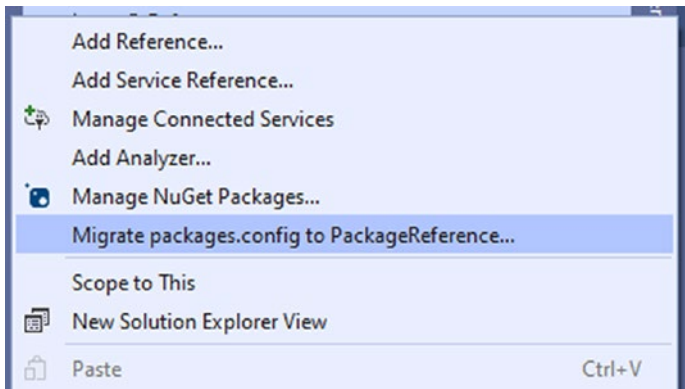 Add Reference...
Add Service Reference...
Manage Connected Services
Add Analyzer...
Manage NuGet Packages...
Migrate packages.config to PackageReference...
Scope to This
New Solution Explorer View
Paste Ctrl+V